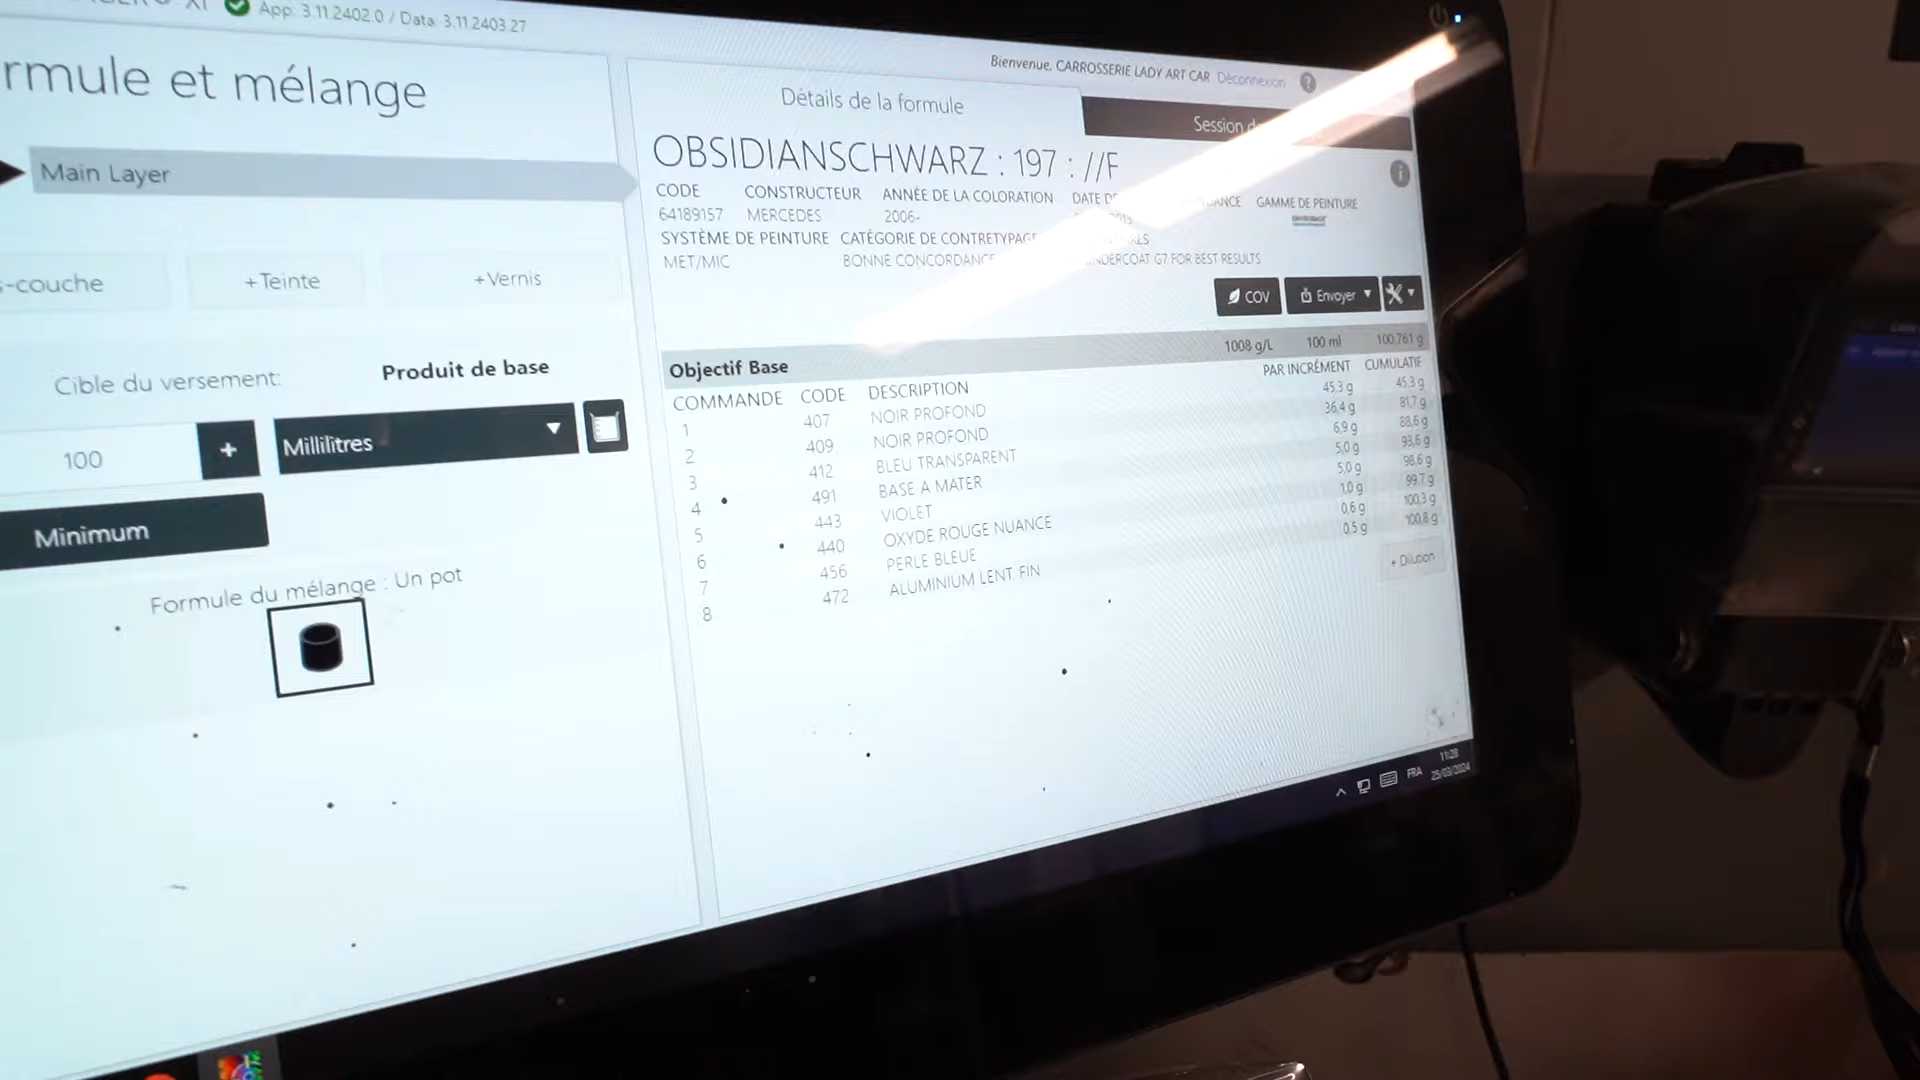 App: 3.11.2402.0 / Data: 3.11.2403.27
rmule et mélange
Main Layer
s-couche
+Teinte
+Vernis
Cible du versement:
Produit de base
100
+
Millilitres
Minimum
Formule du mélange : Un pot
Bienvenue, CARROSSERIE LADY ART CAR Déconnexion ?
Détails de la formule
Session
OBSIDIANSCHWARZ : 197 : //F
CODE CONSTRUCTEUR ANNÉE DE LA COLORATION DATE GAMME DE PEINTURE
64189157 MERCEDES 2006-
SYSTÈME DE PEINTURE CATÉGORIE DE CONTRETYPAGE
MET/MIC BONNE CONCORDANCE G7 FOR BEST RESULTS
COV
Envoyer
Objectif Base 1008 g/L 100 ml 100.761 g
COMMANDE CODE DESCRIPTION PAR INCRÉMENT CUMULATIF
1 407 NOIR PROFOND 45,3 g 45,3 g
2 409 NOIR PROFOND 36,4 g 81,7 g
3 412 BLEU TRANSPARENT 6,9 g 88,6 g
4 491 BASE A MATER 5,0 g 93,6 g
5 443 VIOLET 5,0 g 98,6 g
6 440 OXYDE ROUGE NUANCE 1,0 g 99,7 g
7 456 PERLE BLEUE 0,6 g 100,3 g
8 472 ALUMINIUM LENT. FIN 0,5 g 100,8 g
+ Dilution
FRA
11:28
25/03/2024